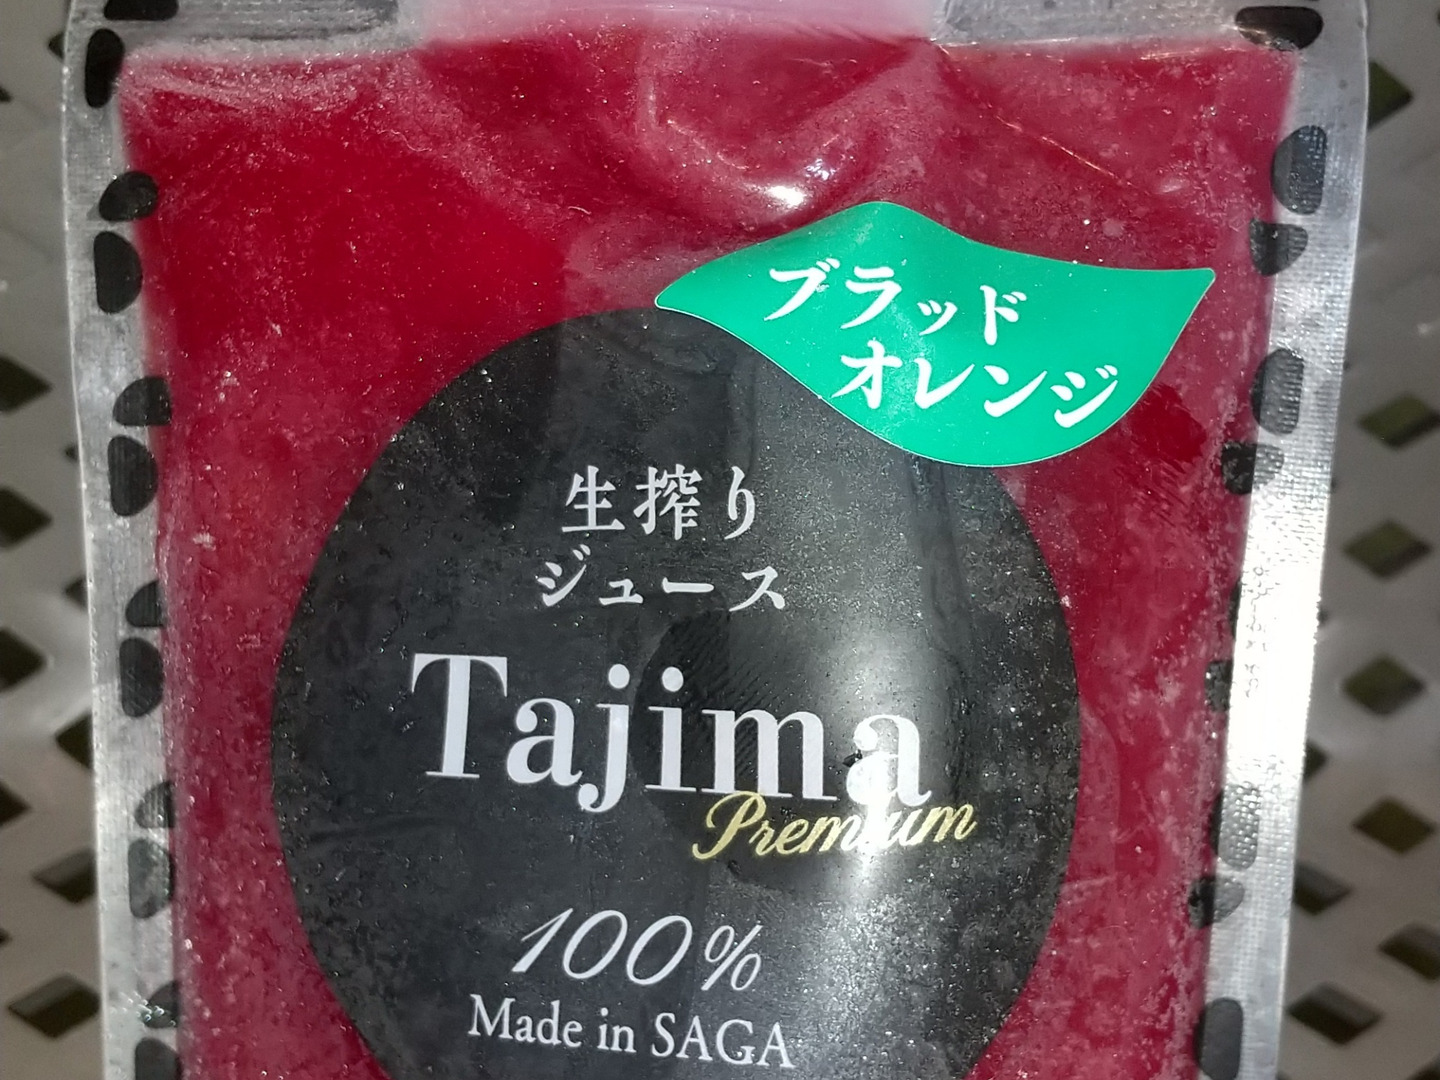 ブラッド
オレンジ
生搾り
ジュース
Tajima
Premium
100%
Made in SAGA